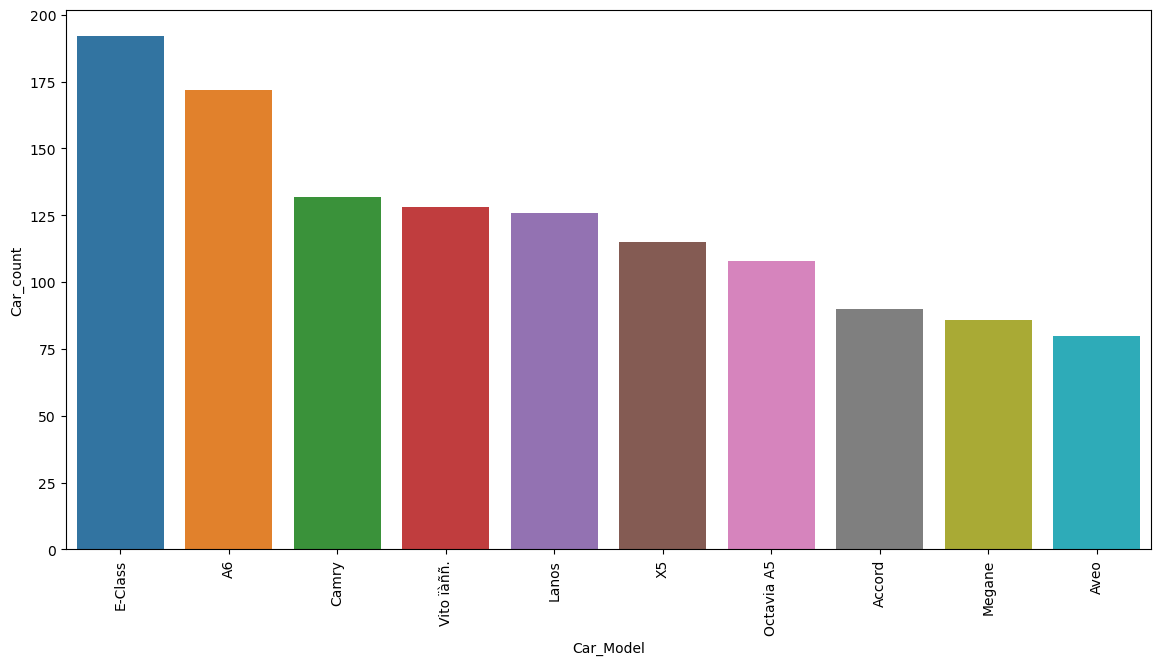 200
175
150
125
100
75
50
25
0
Car_count
E-Class
A6
Camry
Vito ïàññ.
Lanos
X5
Octavia A5
Accord
Megane
Aveo
Car_Model